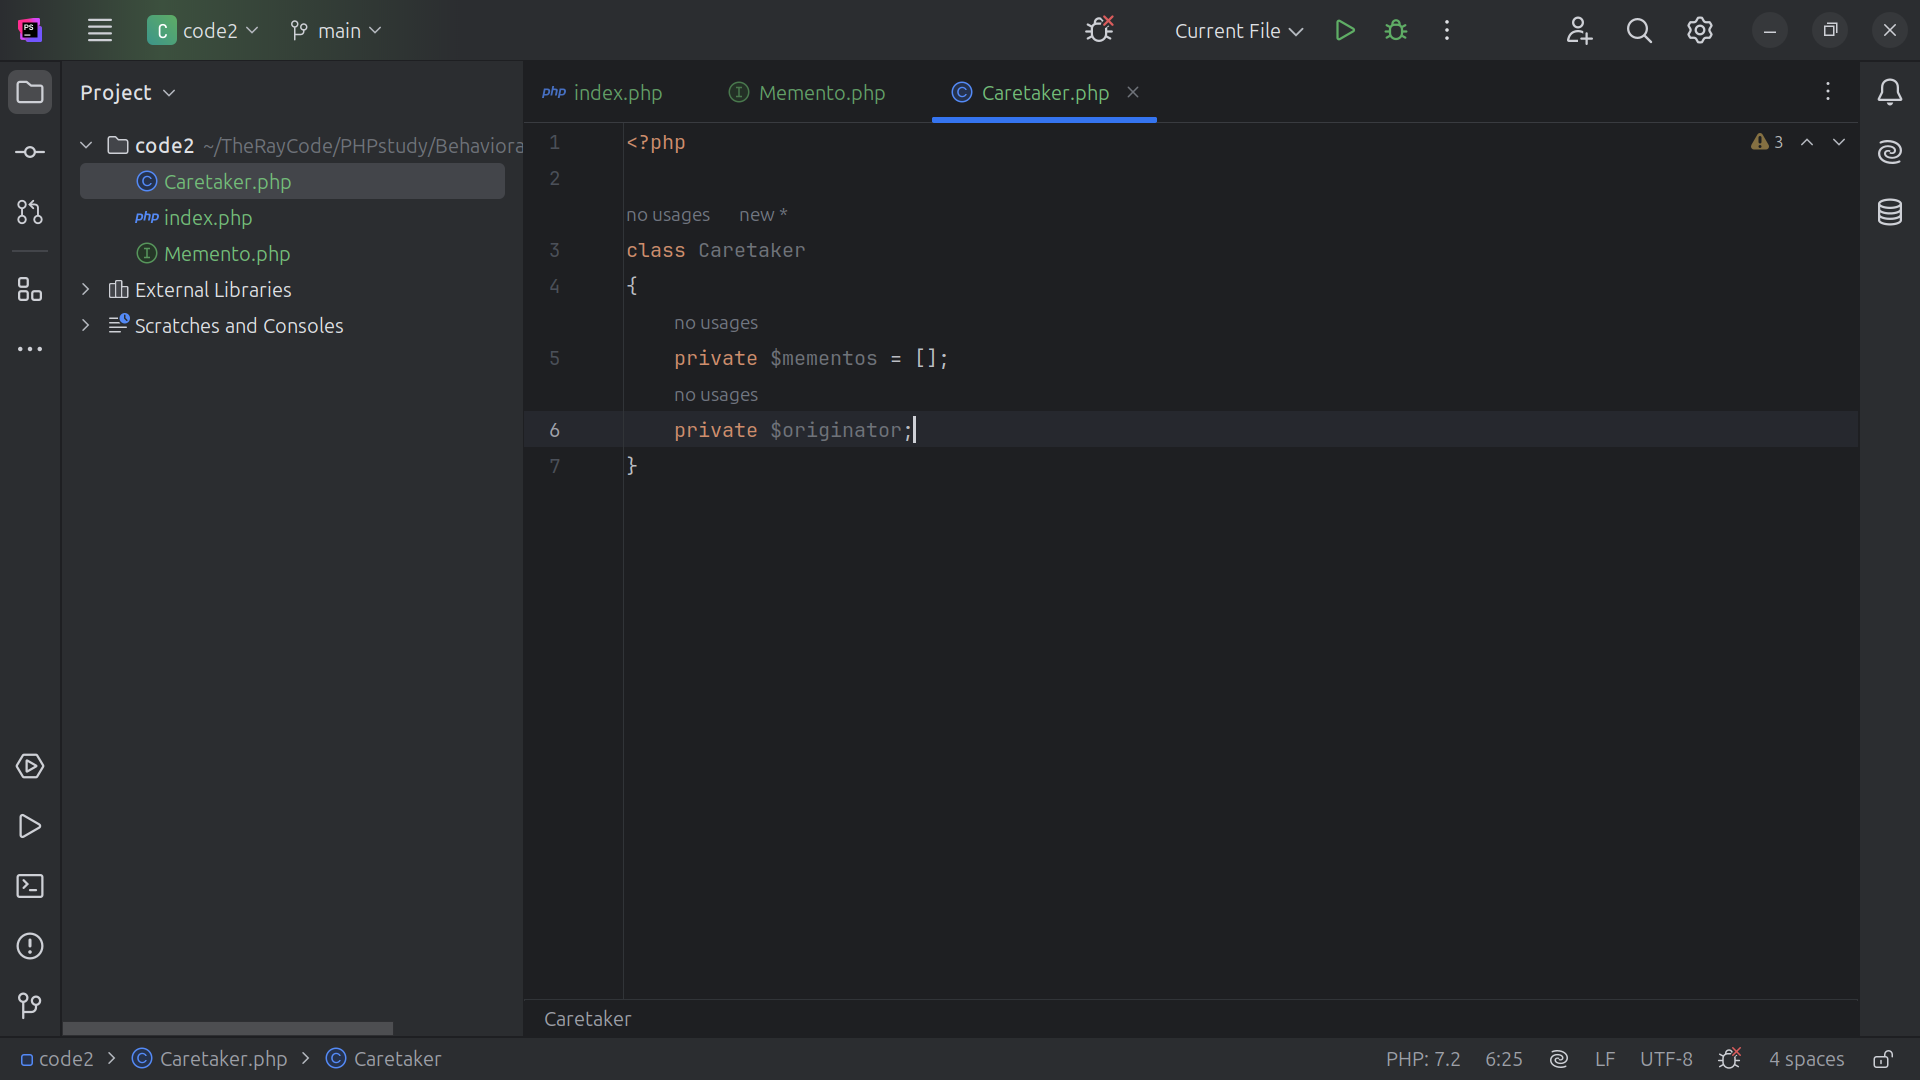 PS
C code2
main
Current File
Project
index.php
Memento.php
Caretaker.php
code2 ~/TheRayCode/PHPstudy/Behaviora
Caretaker.php
index.php
Memento.php
External Libraries
Scratches and Consoles
1 <?php
3
2
no usages new *
3 class Caretaker
4 {
no usages
5 private $mementos = [];
no usages
6 private $originator;
7 }
Caretaker
code2 > Caretaker.php > Caretaker
PHP: 7.2 6:25 LF UTF-8 4 spaces